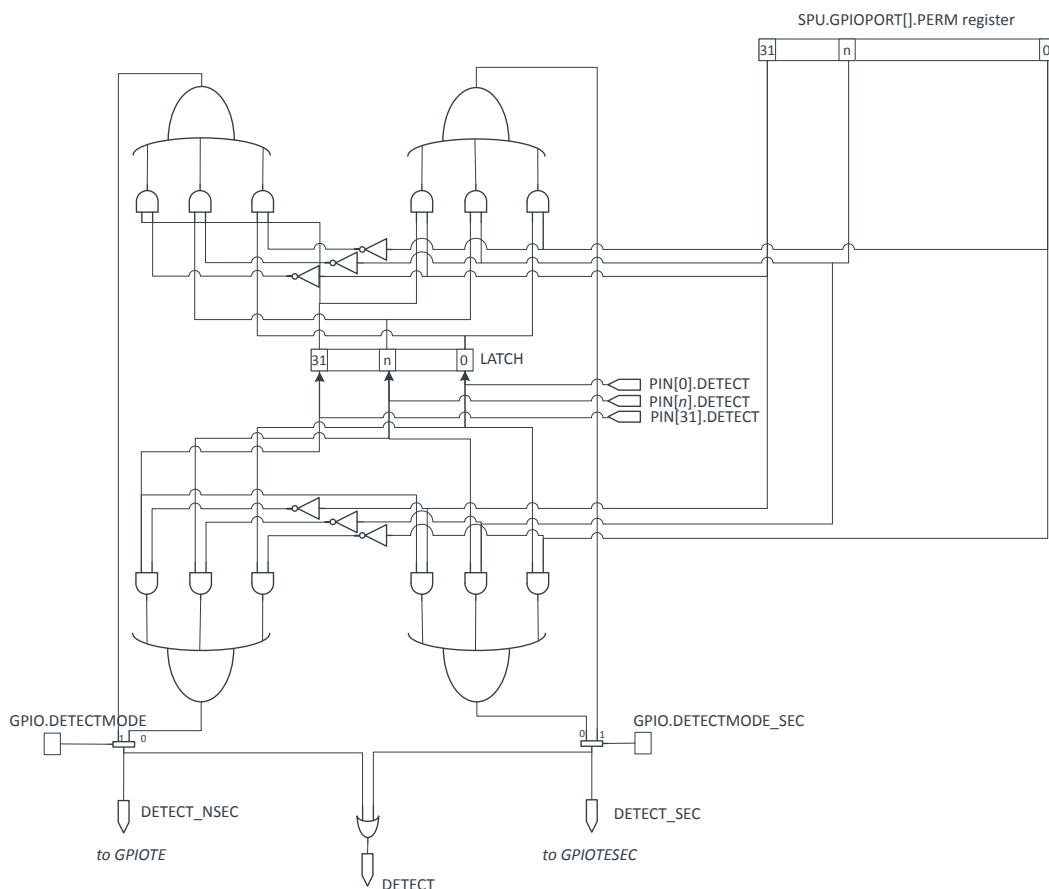 SPU.GPIOPORT[].PERM register
31 n 0
31 n 0 LATCH
PIN[0].DETECT
PIN[n].DETECT
PIN[31].DETECT
GPIO.DETECTMODE
1 0
0 1
GPIO.DETECTMODE_SEC
DETECT_NSEC
DETECT_SEC
to GPIOTE
to GPIOTESEC
DETECT